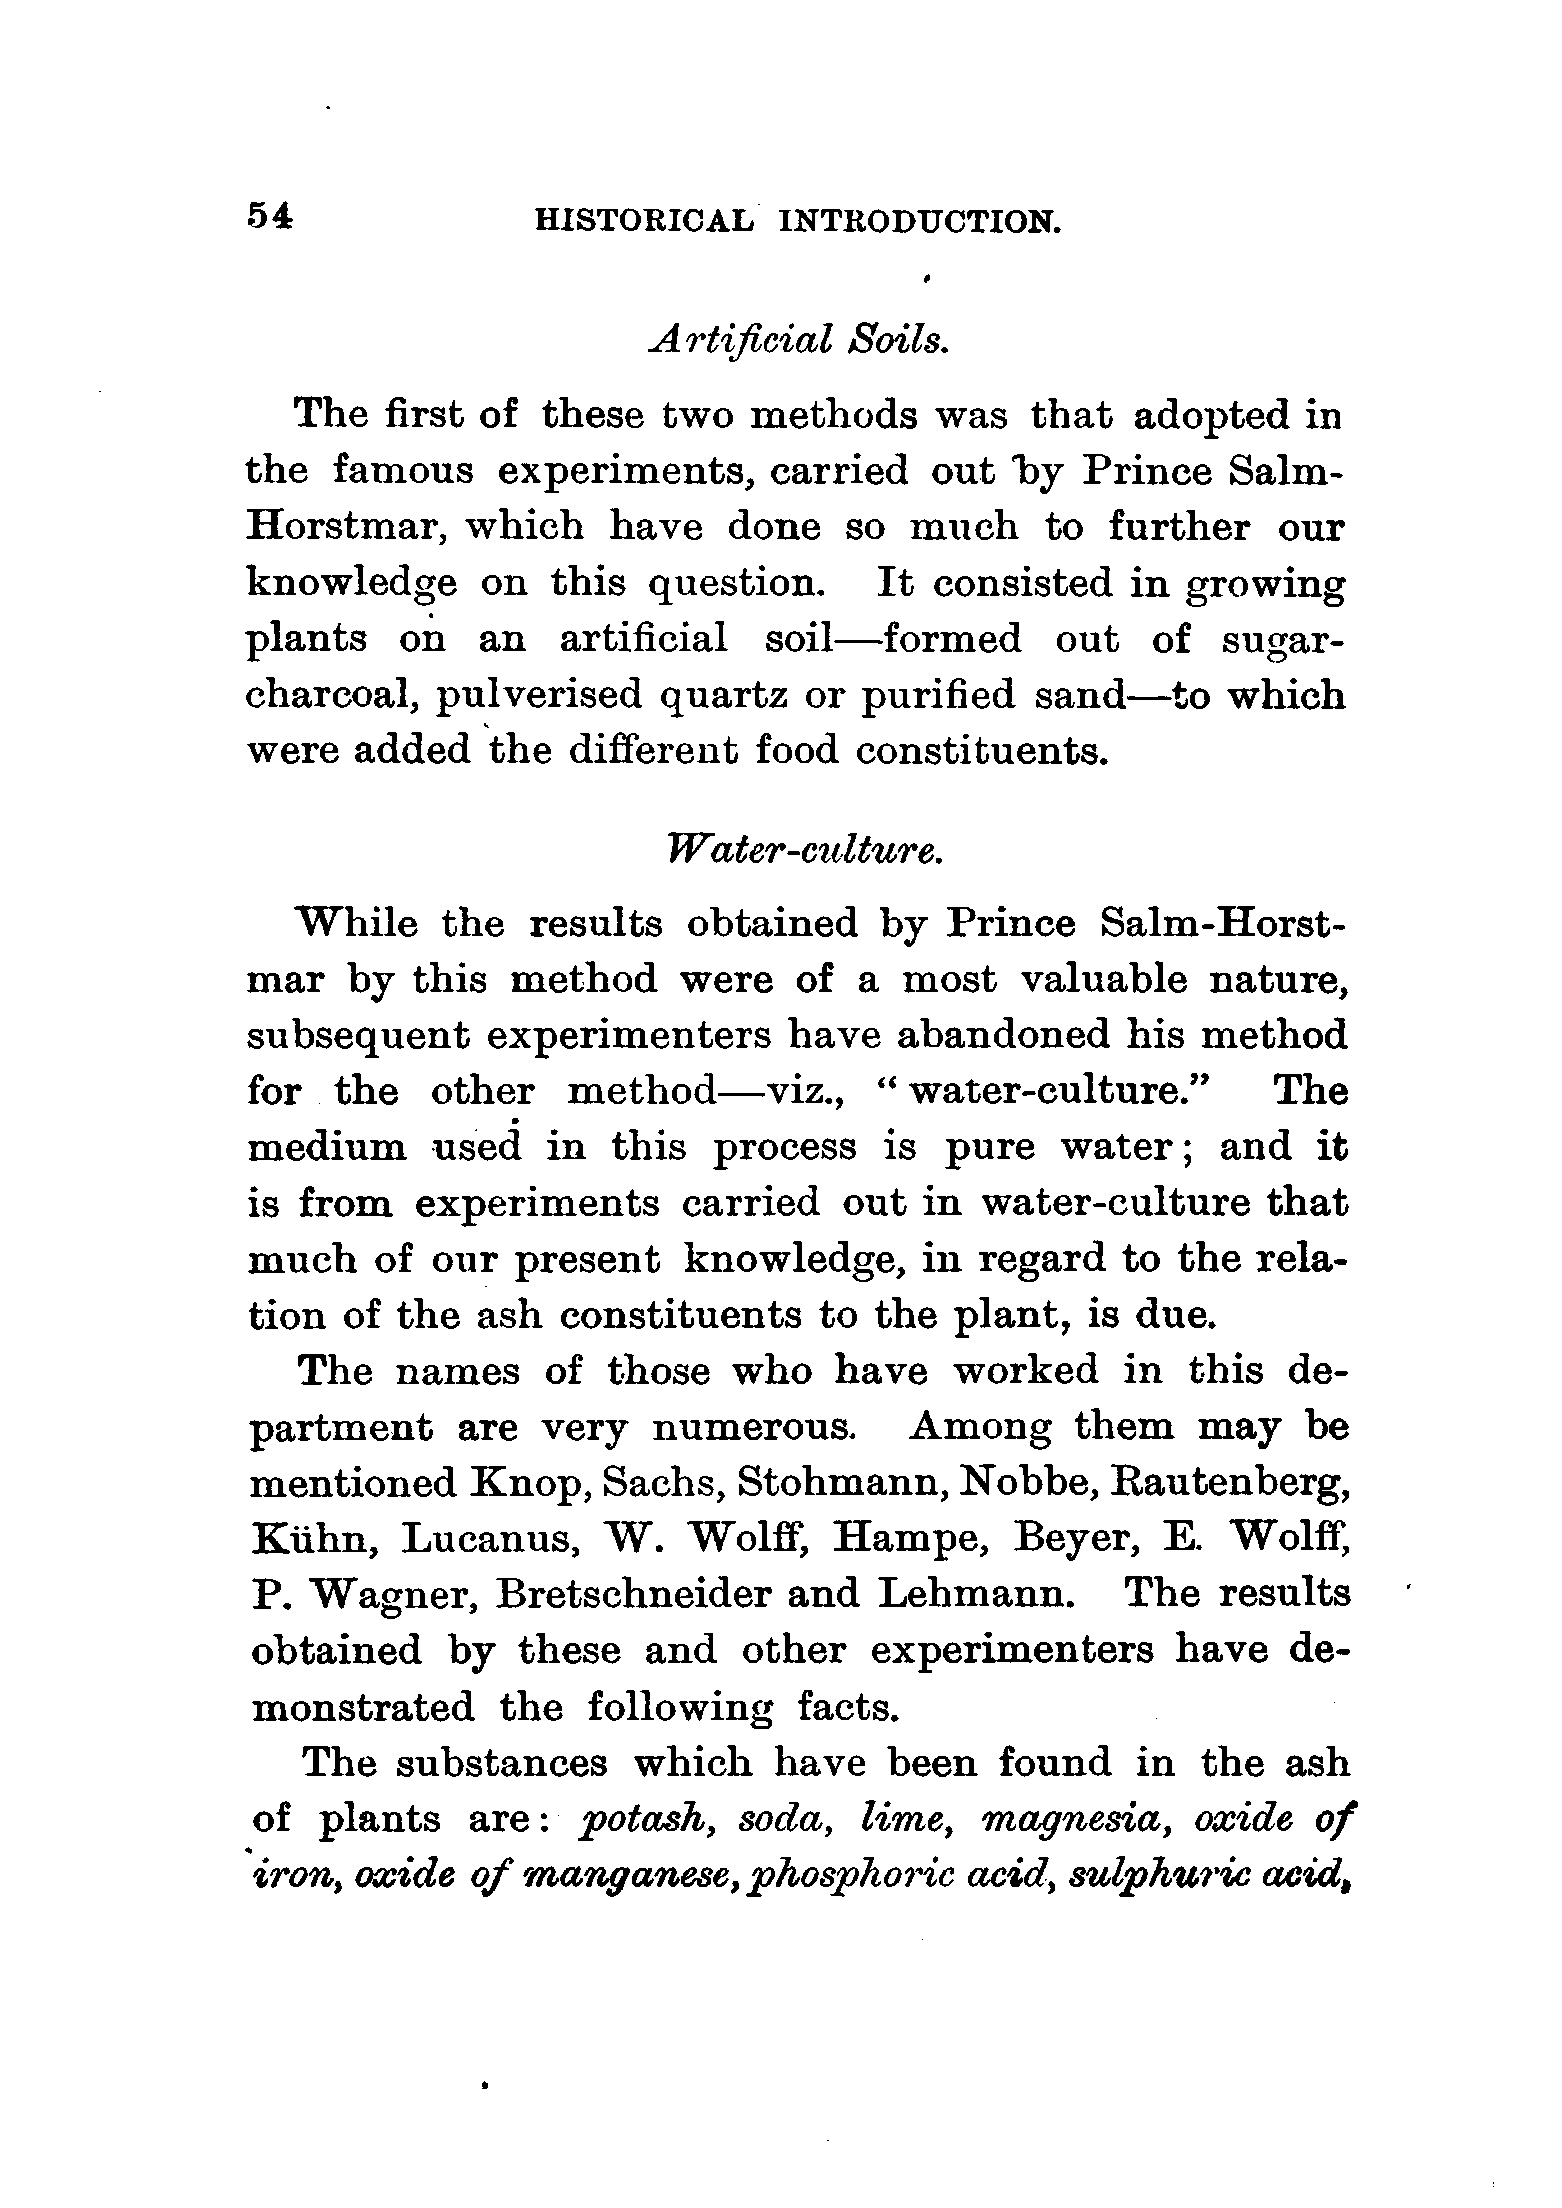 54 HISTORICAL INTRODUCTION.
Artificial Soils.
The first of these two methods was that adopted in
the famous experiments, carried out by Prince Salm-
Horstmar, which have done so much to further our
knowledge on this question. It consisted in growing
plants on an artificial soil—formed out of sugar-
charcoal, pulverised quartz or purified sand—to which
were added the different food constituents.
Water-culture.
While the results obtained by Prince Salm-Horst-
mar by this method were of a most valuable nature,
subsequent experimenters have abandoned his method
for the other method—viz., “ water-culture.” The
medium used in this process is pure water; and it
is from experiments carried out in water-culture that
much of our present knowledge, in regard to the rela-
tion of the ash constituents to the plant, is due.
The names of those who have worked in this de-
partment are very numerous. Among them may be
mentioned Knop, Sachs, Stohmann, Nobbe, Rautenberg,
Kühn, Lucanus, W. Wolff, Hampe, Beyer, E. Wolff,
P. Wagner, Bretschneider and Lehmann. The results
obtained by these and other experimenters have de-
monstrated the following facts.
The substances which have been found in the ash
of plants are: potash, soda, lime, magnesia, oxide of
iron, oxide of manganese, phosphoric acid, sulphuric acid,